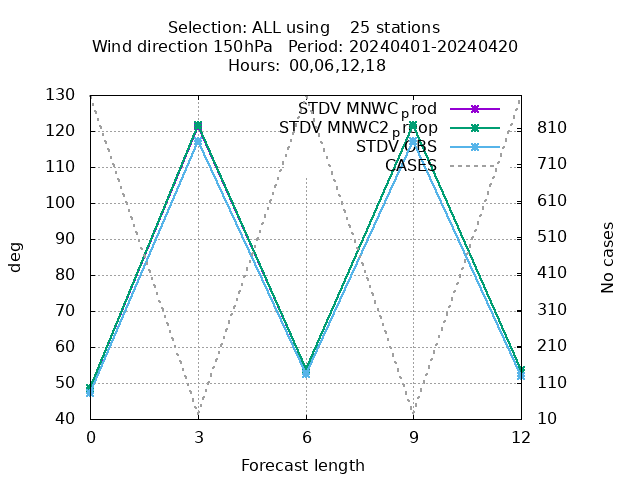 Selection: ALL using    25 stations
Wind direction 150hPa   Period: 20240401-20240420
Hours: 00,06,12,18
STDV MNWC_prod
STDV MNWC2_preop
STDV OBS
CASES
130
120
110
100
90
80
70
60
50
40
810
710
610
510
410
310
210
110
10
deg
No cases
0 3 6 9 12
Forecast length